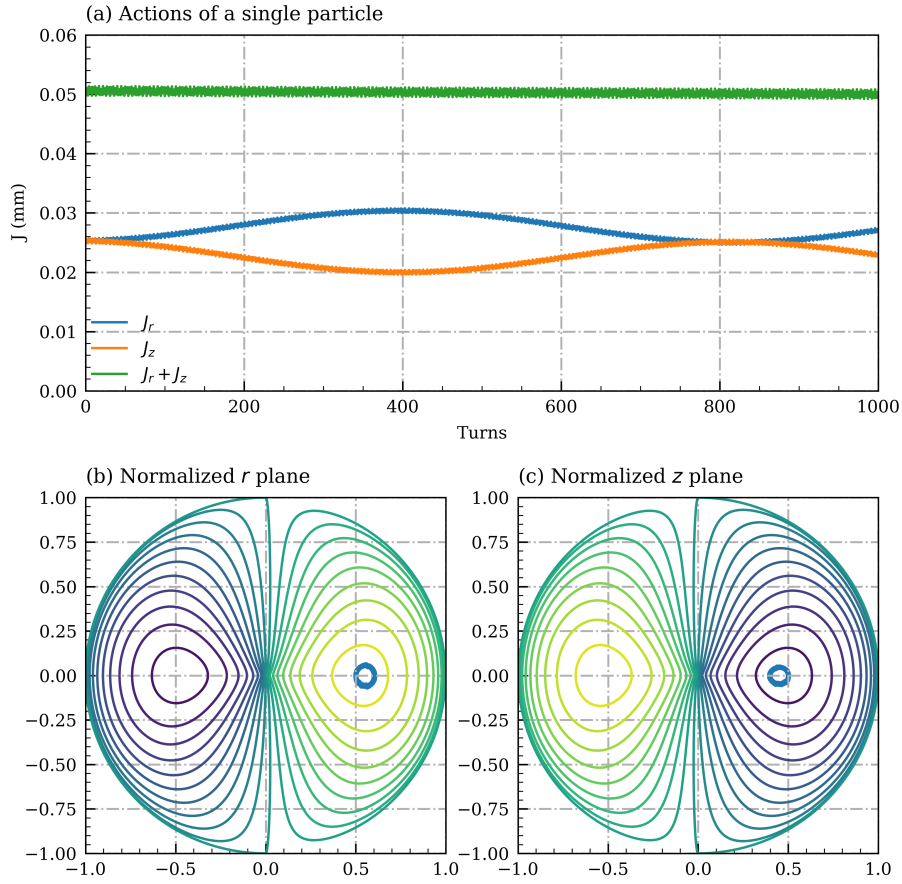 (a) Actions of a single particle
0.06
0.05
0.04
0.03
0.02
0.01
0.00
J (mm)
J_r
J_z
J_r + J_z
0 200 400 600 800 1000
Turns
(b) Normalized r plane
1.00
0.75
0.50
0.25
0.00
−0.25
−0.50
−0.75
−1.00
−1.0 −0.5 0.0 0.5 1.0
(c) Normalized z plane
1.00
0.75
0.50
0.25
0.00
−0.25
−0.50
−0.75
−1.00
−1.0 −0.5 0.0 0.5 1.0